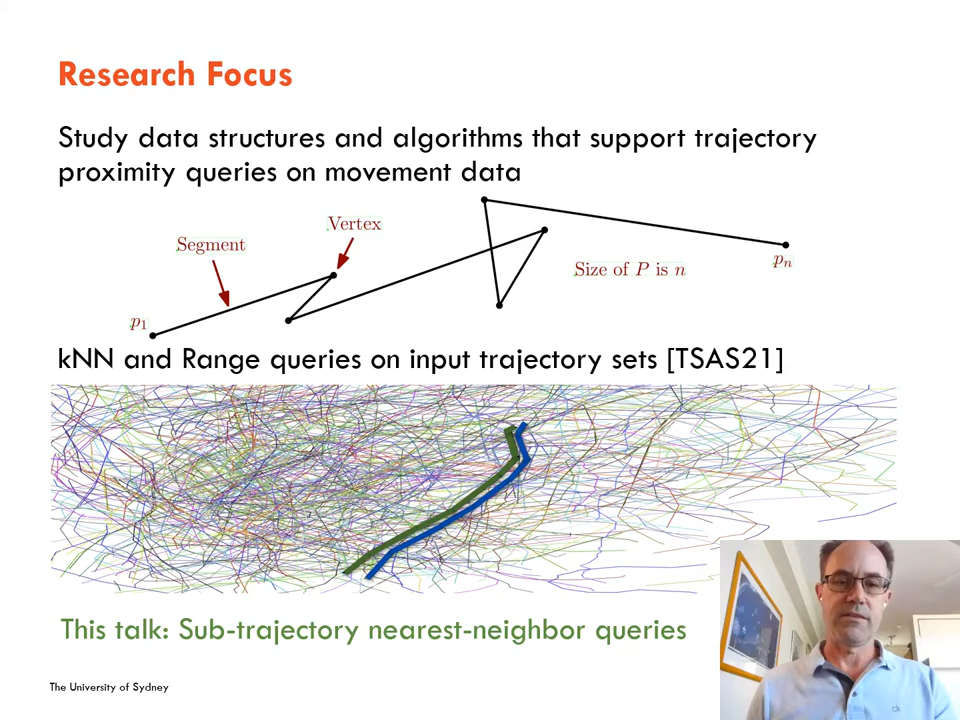 Research Focus
Study data structures and algorithms that support trajectory
proximity queries on movement data
Vertex
Segment
Size of P is n
pn
p1
kNN and Range queries on input trajectory sets [TSAS21]
This talk: Sub-trajectory nearest-neighbor queries
The University of Sydney